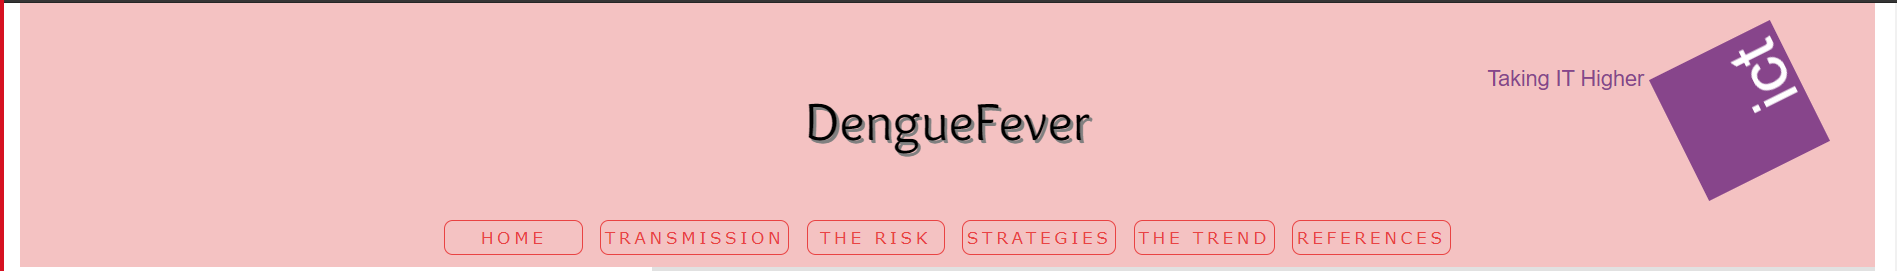 Taking IT Higher
ict
DengueFever
HOME TRANSMISSION THE RISK STRATEGIES THE TREND REFERENCES